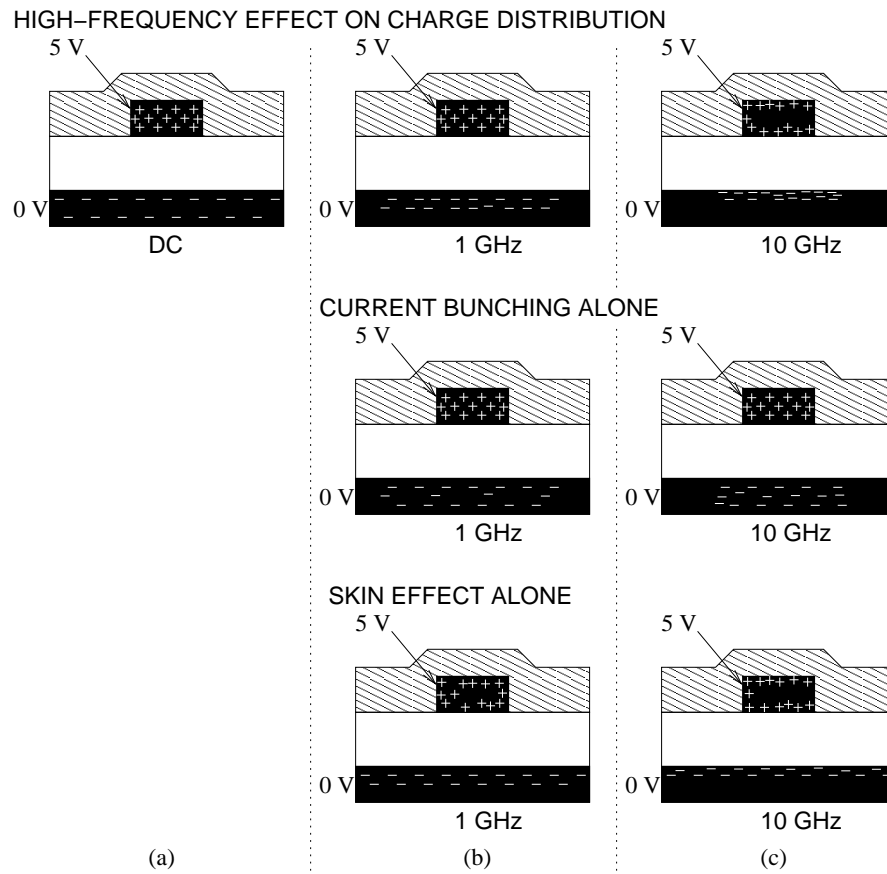 HIGH−FREQUENCY EFFECT ON CHARGE DISTRIBUTION
5 V 5 V 5 V
0 V 0 V 0 V
DC 1 GHz 10 GHz
CURRENT BUNCHING ALONE
5 V 5 V
0 V 0 V
1 GHz 10 GHz
SKIN EFFECT ALONE
5 V 5 V
0 V 0 V
1 GHz 10 GHz
(a) (b) (c)